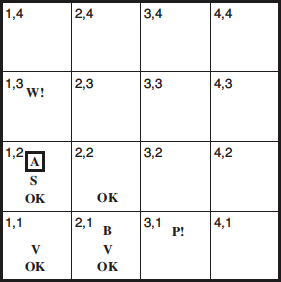 1,4 2,4 3,4 4,4
1,3 W! 2,3 3,3 4,3
1,2 A 2,2 3,2 4,2
S
OK OK
1,1 2,1 B 3,1 P! 4,1
V V
OK OK